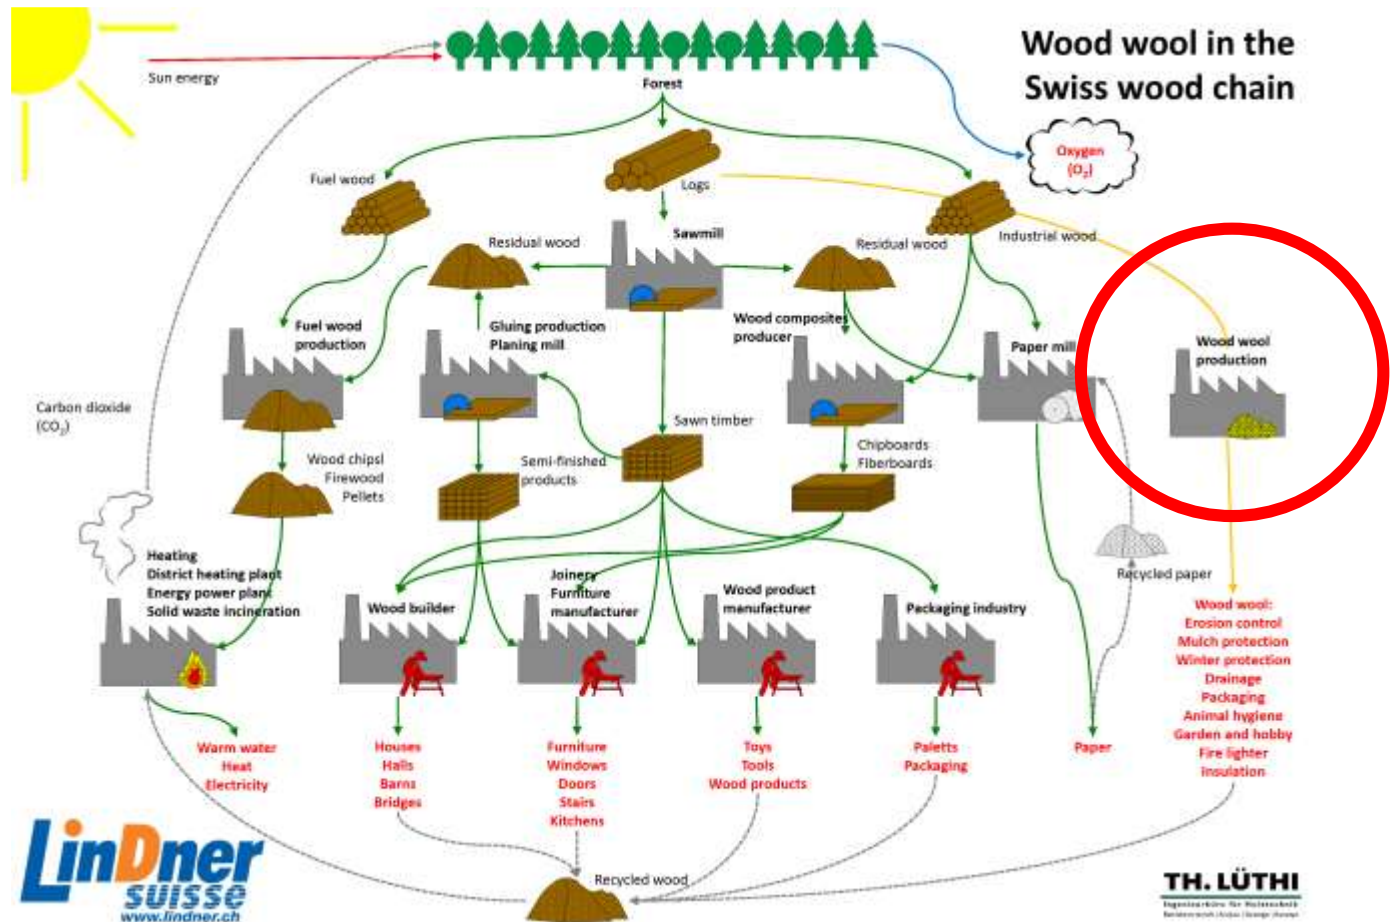 Wood wool in the
Swiss wood chain
Sun energy
Forest
Oxygen
(O₂)
Fuel wood
Logs
Industrial wood
Residual wood
Sawmill
Residual wood
Fuel wood
production
Gluing production
Planing mill
Wood composites
producer
Paper mill
Wood wool
production
Carbon dioxide
(CO₂)
Sawn timber
Wood chipsl
Firewood
Pellets
Semi-finished
products
Chipboards
Fiberboards
Heating
District heating plant
Energy power plant
Solid waste incineration
Wood builder
Joinery
Furniture
manufacturer
Wood product
manufacturer
Packaging industry
Recycled paper
Wood wool:
Erosion control
Mulch protection
Winter protection
Drainage
Packaging
Animal hygiene
Garden and hobby
Fire lighter
Insulation
Warm water
Heat
Electricity
Houses
Halls
Barns
Bridges
Furniture
Windows
Doors
Stairs
Kitchens
Toys
Tools
Wood products
Paletts
Packaging
Paper
Recycled wood
LinDner
SUISSE
www.lindner.ch
TH. LÜTHI
Ingenieurbüro für Holztechnik